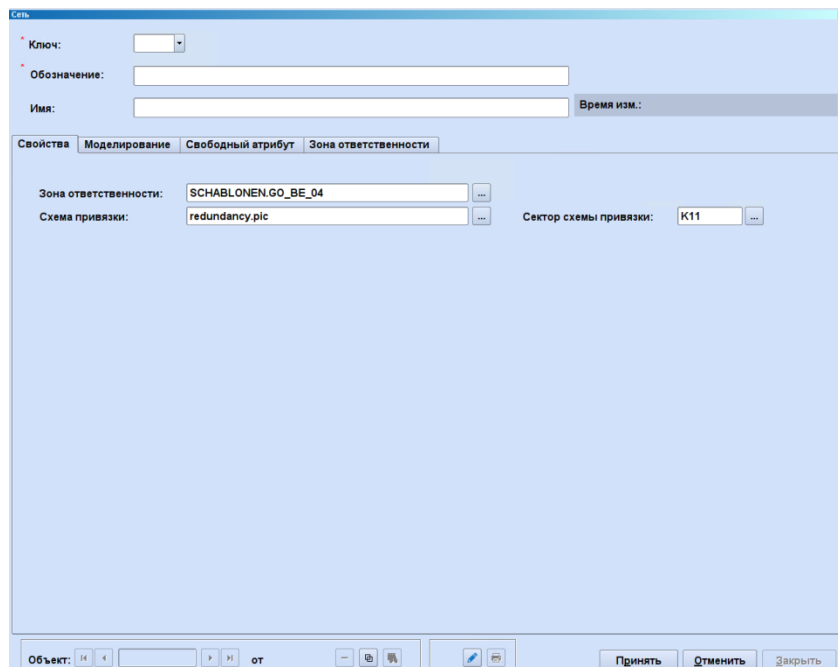 Сеть
* Ключ:
* Обозначение:
Имя: Время изм.:
Свойства Моделирование Свободный атрибут Зона ответственности
Зона ответственности: SCHABLONEN.GO_BE_04 ...
Схема привязки: redundancy.pic ... Сектор схемы привязки: K11 ...
Объект: от Принять Отменить Закрыть